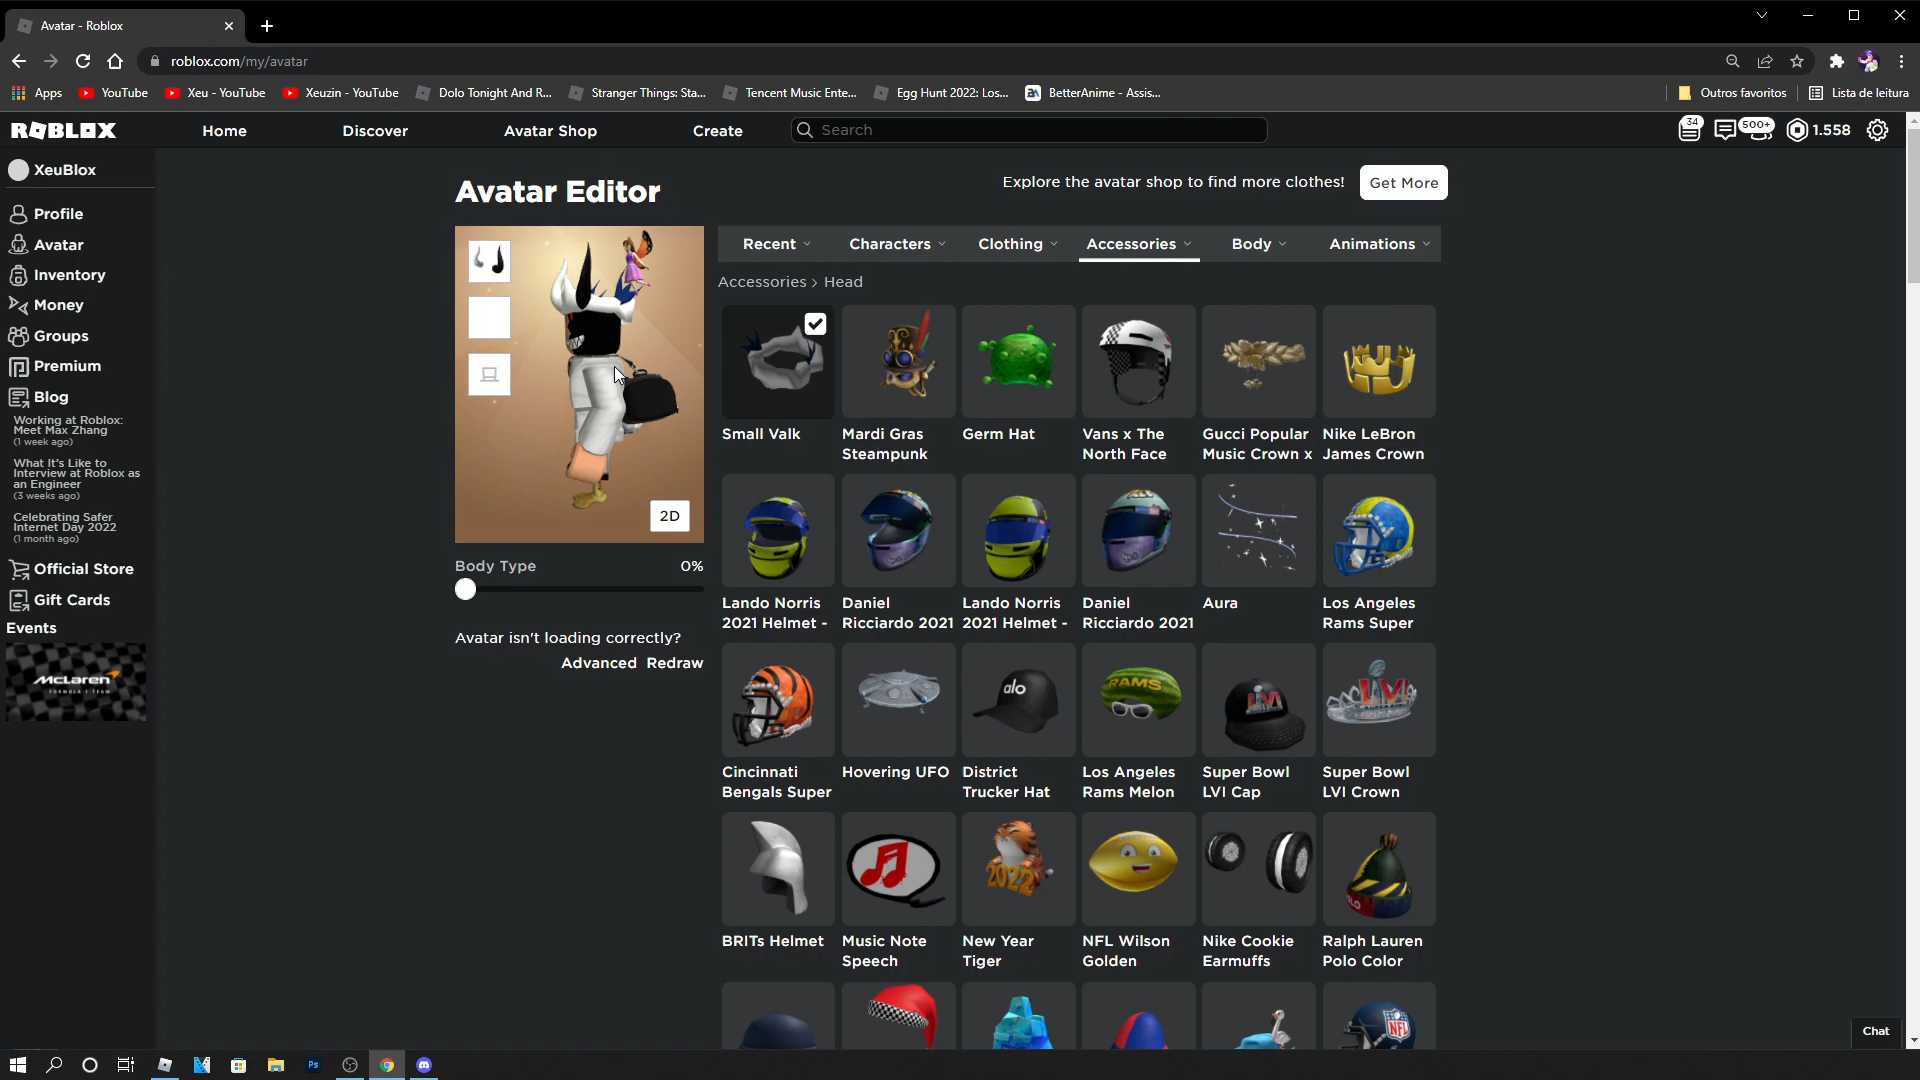 Avatar - Roblox
roblox.com/my/avatar
Apps
YouTube
Xeu - YouTube
Xeuzin - YouTube
Dolo Tonight And R...
Stranger Things: Sta...
Tencent Music Ente...
Egg Hunt 2022: Los...
BetterAnime - Assis...
Outros favoritos
Lista de leitura
ROBLOX
Home
Discover
Avatar Shop
Create
Search
34
500+
1.558
XeuBlox
Profile
Avatar
Inventory
Money
Groups
Premium
Blog
Working at Roblox:
Meet Max Zhang
(1 week ago)
What It's Like to
Interview at Roblox as
an Engineer
(3 weeks ago)
Celebrating Safer
Internet Day 2022
(1 month ago)
Official Store
Gift Cards
Events
McLaren
FORMULA 1 TEAM
Avatar Editor
Explore the avatar shop to find more clothes!
Get More
2D
Body Type
0%
Avatar isn't loading correctly?
Advanced
Redraw
Recent
Characters
Clothing
Accessories
Body
Animations
Accessories > Head
Small Valk
Mardi Gras
Steampunk
Germ Hat
Vans x The
North Face
Gucci Popular
Music Crown x
Nike LeBron
James Crown
Lando Norris
2021 Helmet -
Daniel
Ricciardo 2021
Lando Norris
2021 Helmet -
Daniel
Ricciardo 2021
Aura
Los Angeles
Rams Super
alo
RAMS
LVI
LVI
Cincinnati
Bengals Super
Hovering UFO
District
Trucker Hat
Los Angeles
Rams Melon
Super Bowl
LVI Cap
Super Bowl
LVI Crown
2022
BRITs Helmet
Music Note
Speech
New Year
Tiger
NFL Wilson
Golden
Nike Cookie
Earmuffs
Ralph Lauren
Polo Color
NFL
Chat
Ps